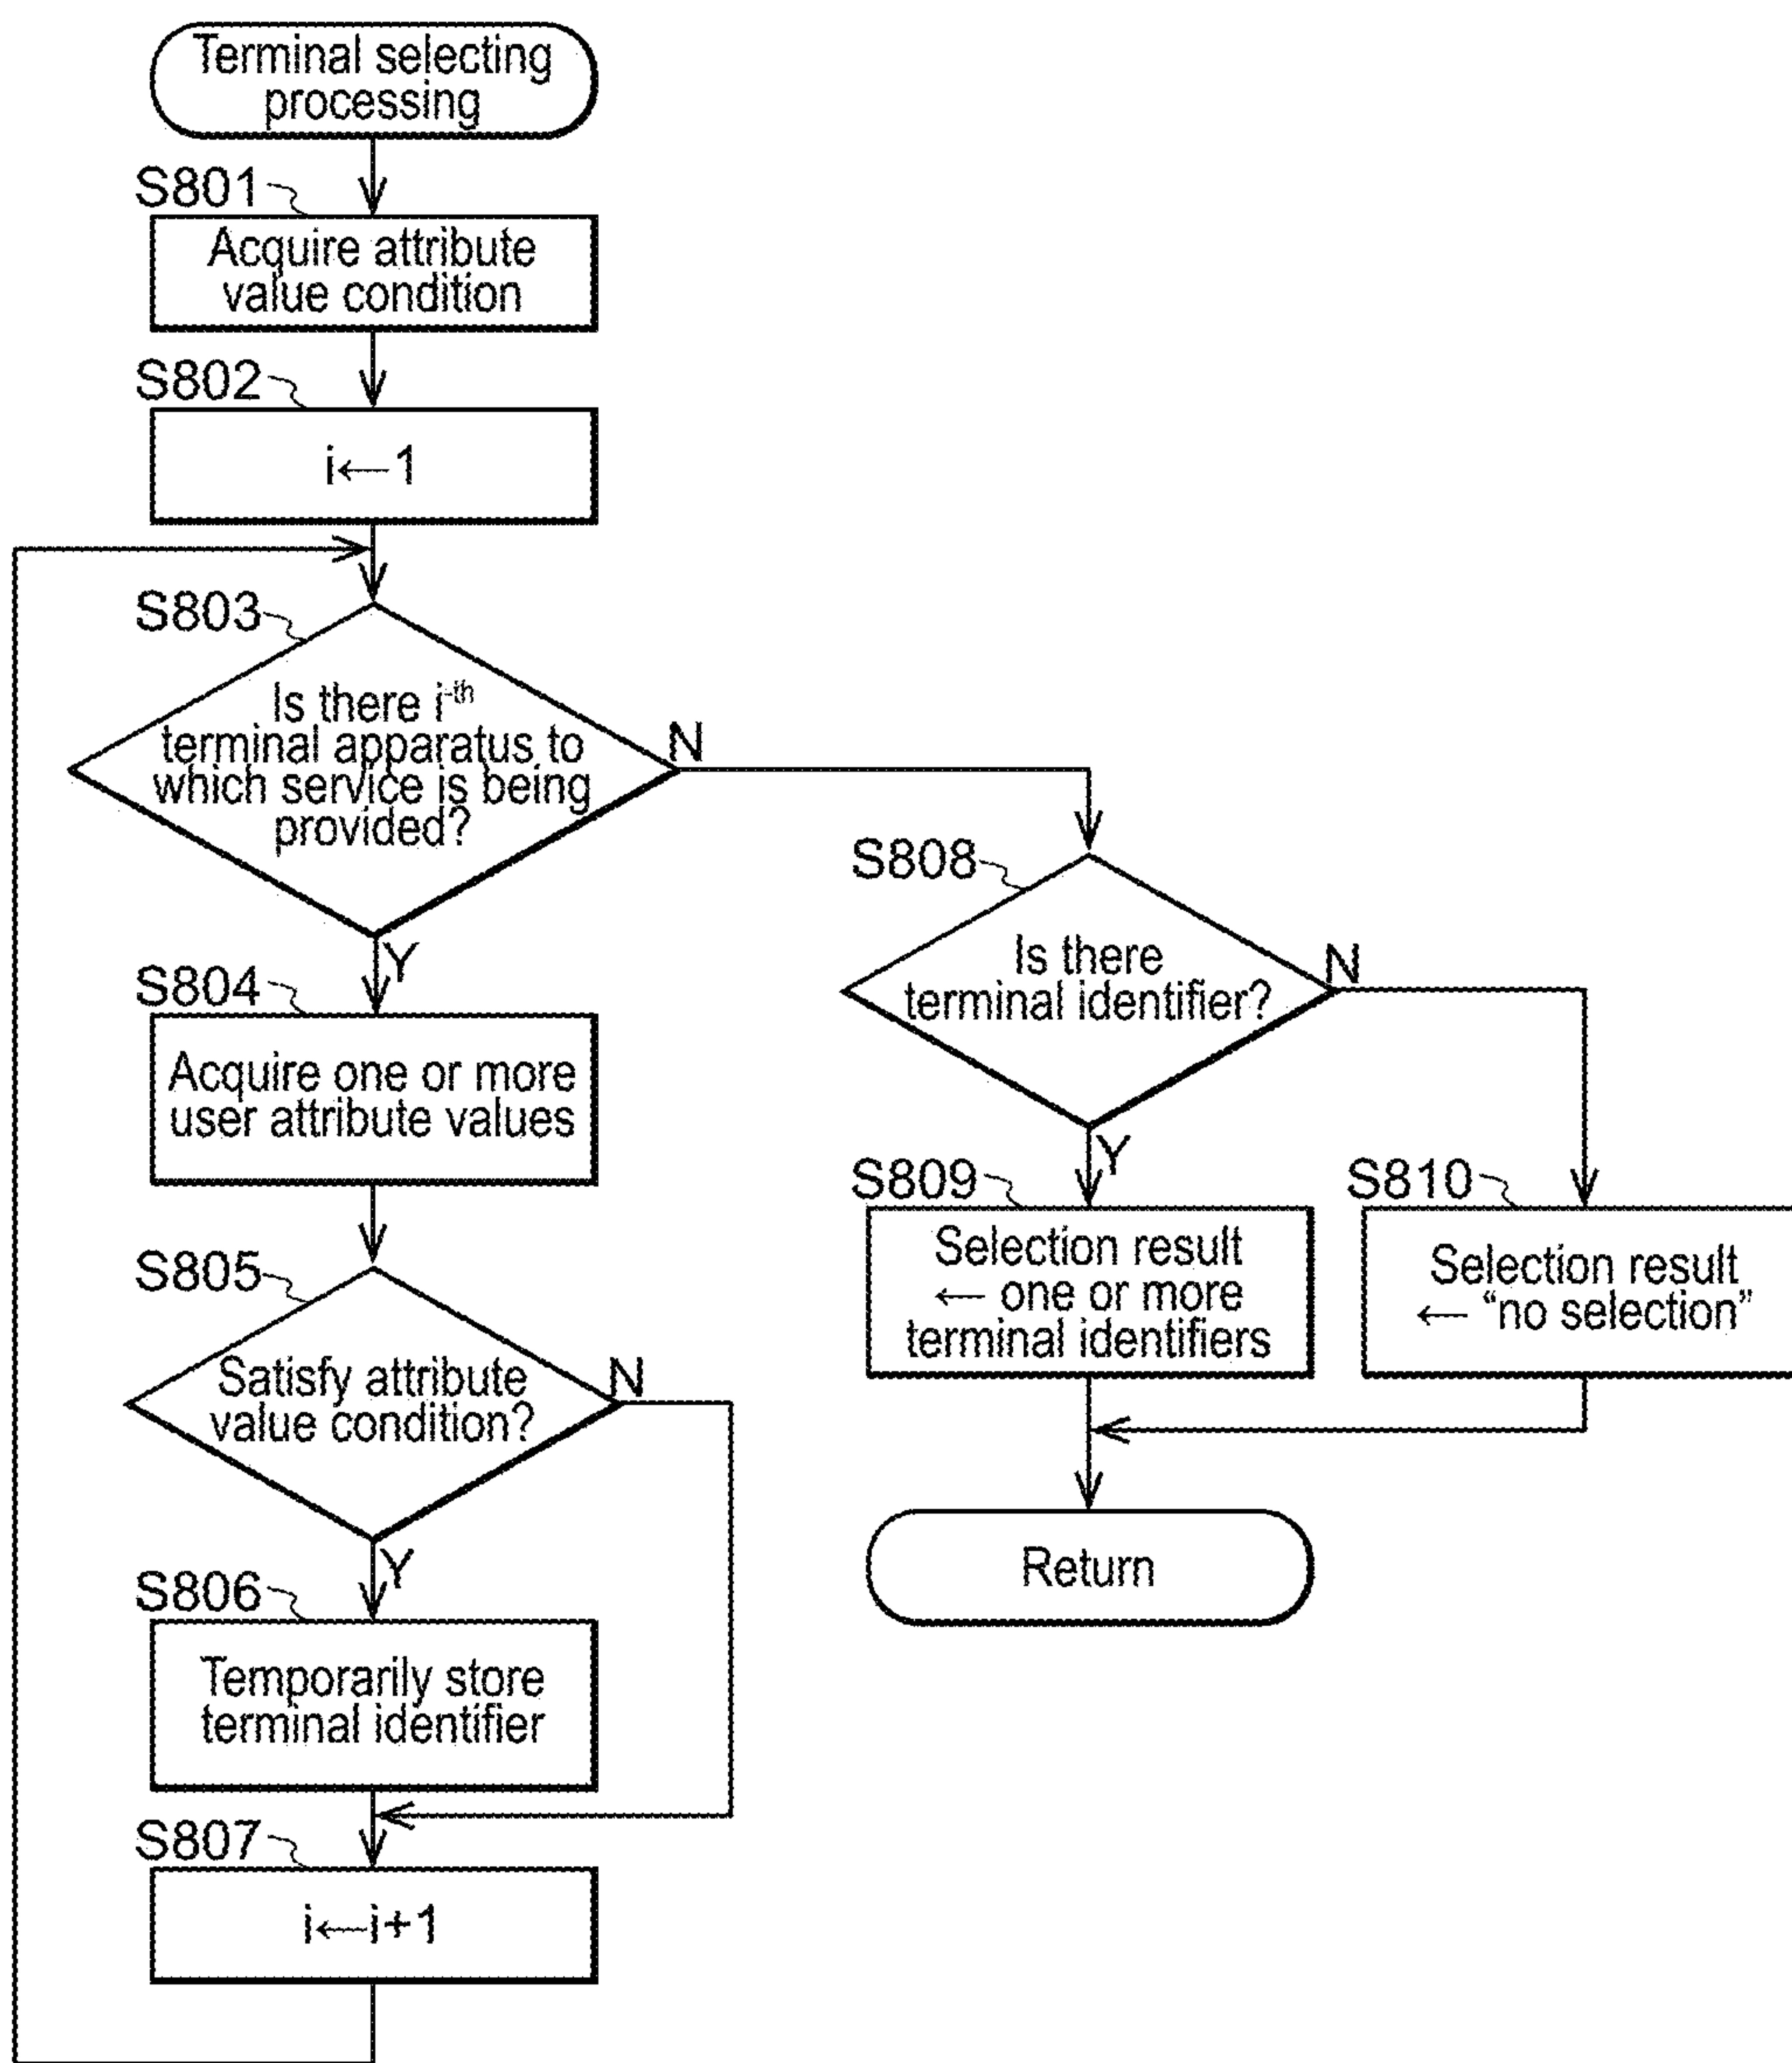 Terminal selecting
processing
S801
Acquire attribute
value condition
S802
i←1
S803
Is there i-th
terminal apparatus to
which service is being
provided?
N
Y
S804
Acquire one or more
user attribute values
S805
Satisfy attribute
value condition?
N
Y
S806
Temporarily store
terminal identifier
S807
i←i+1
S808
Is there
terminal identifier?
N
Y
S809
Selection result
← one or more
terminal identifiers
S810
Selection result
← “no selection”
Return